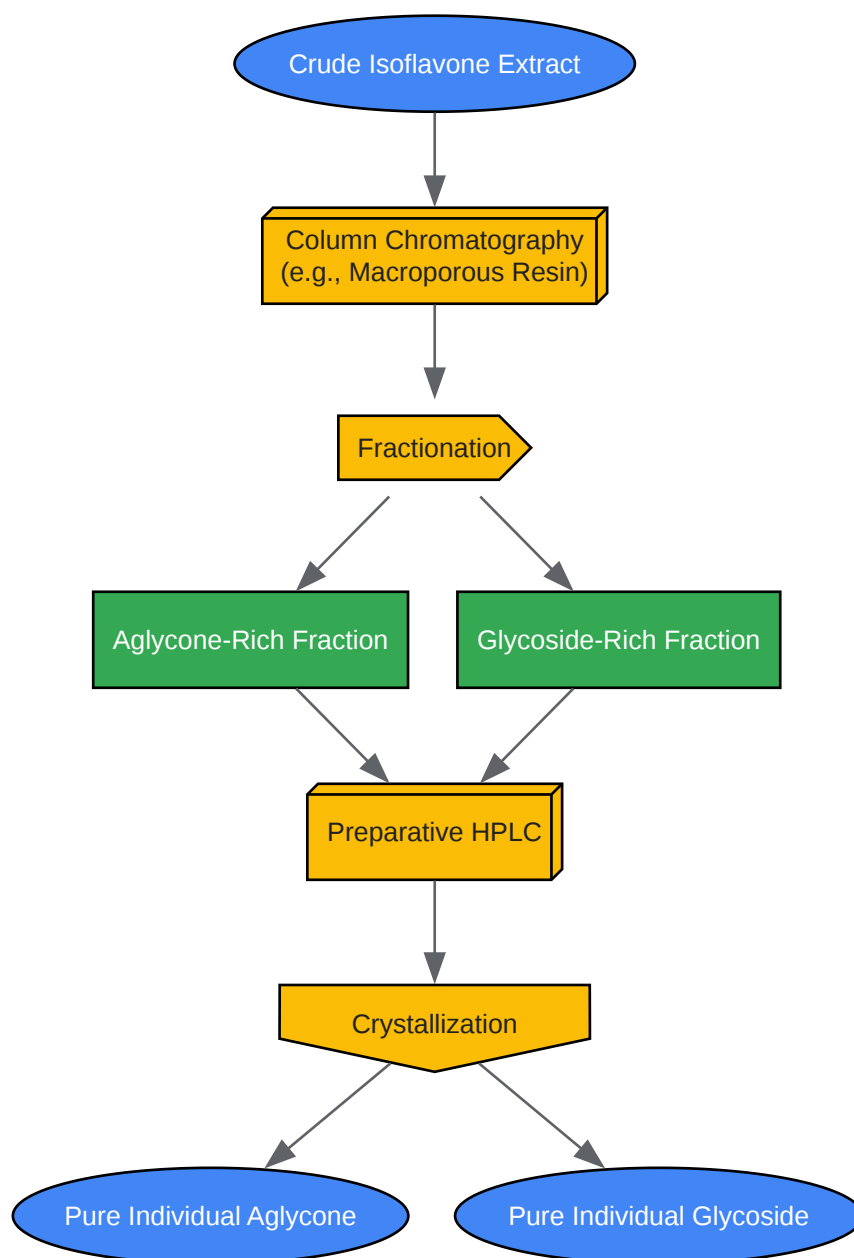 Crude Isoflavone Extract
Column Chromatography
(e.g., Macroporous Resin)
Fractionation
Aglycone-Rich Fraction
Glycoside-Rich Fraction
Preparative HPLC
Crystallization
Pure Individual Aglycone
Pure Individual Glycoside